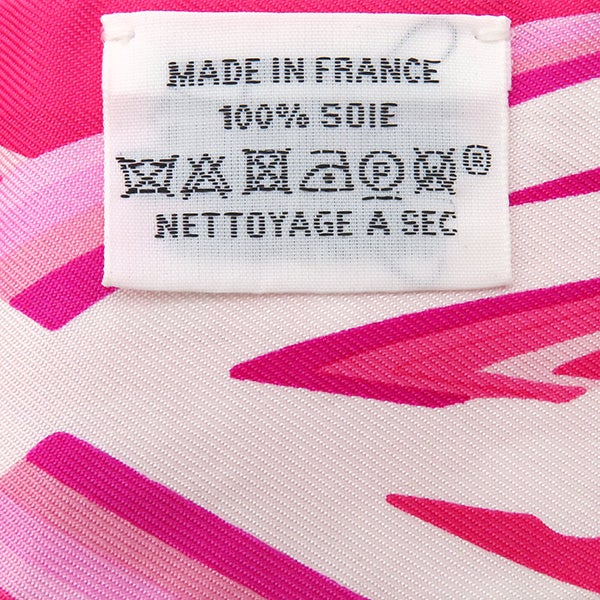 MADE IN FRANCE
100% SOIE
P ®
NETTOYAGE A SEC